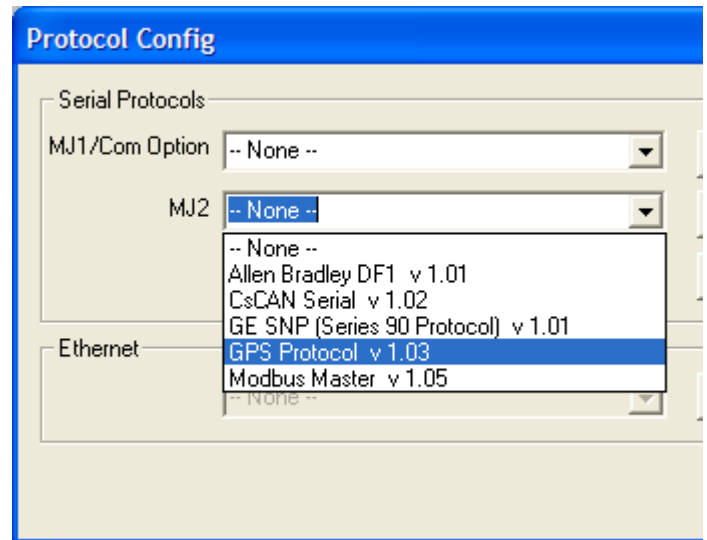 Protocol Config
Serial Protocols
MJ1/Com Option -- None --
MJ2 -- None --
-- None --
Allen Bradley DF1 v 1.01
CsCAN Serial v 1.02
GE SNP (Series 90 Protocol) v 1.01
Ethernet GPS Protocol v 1.03
Modbus Master v 1.05
-- None --